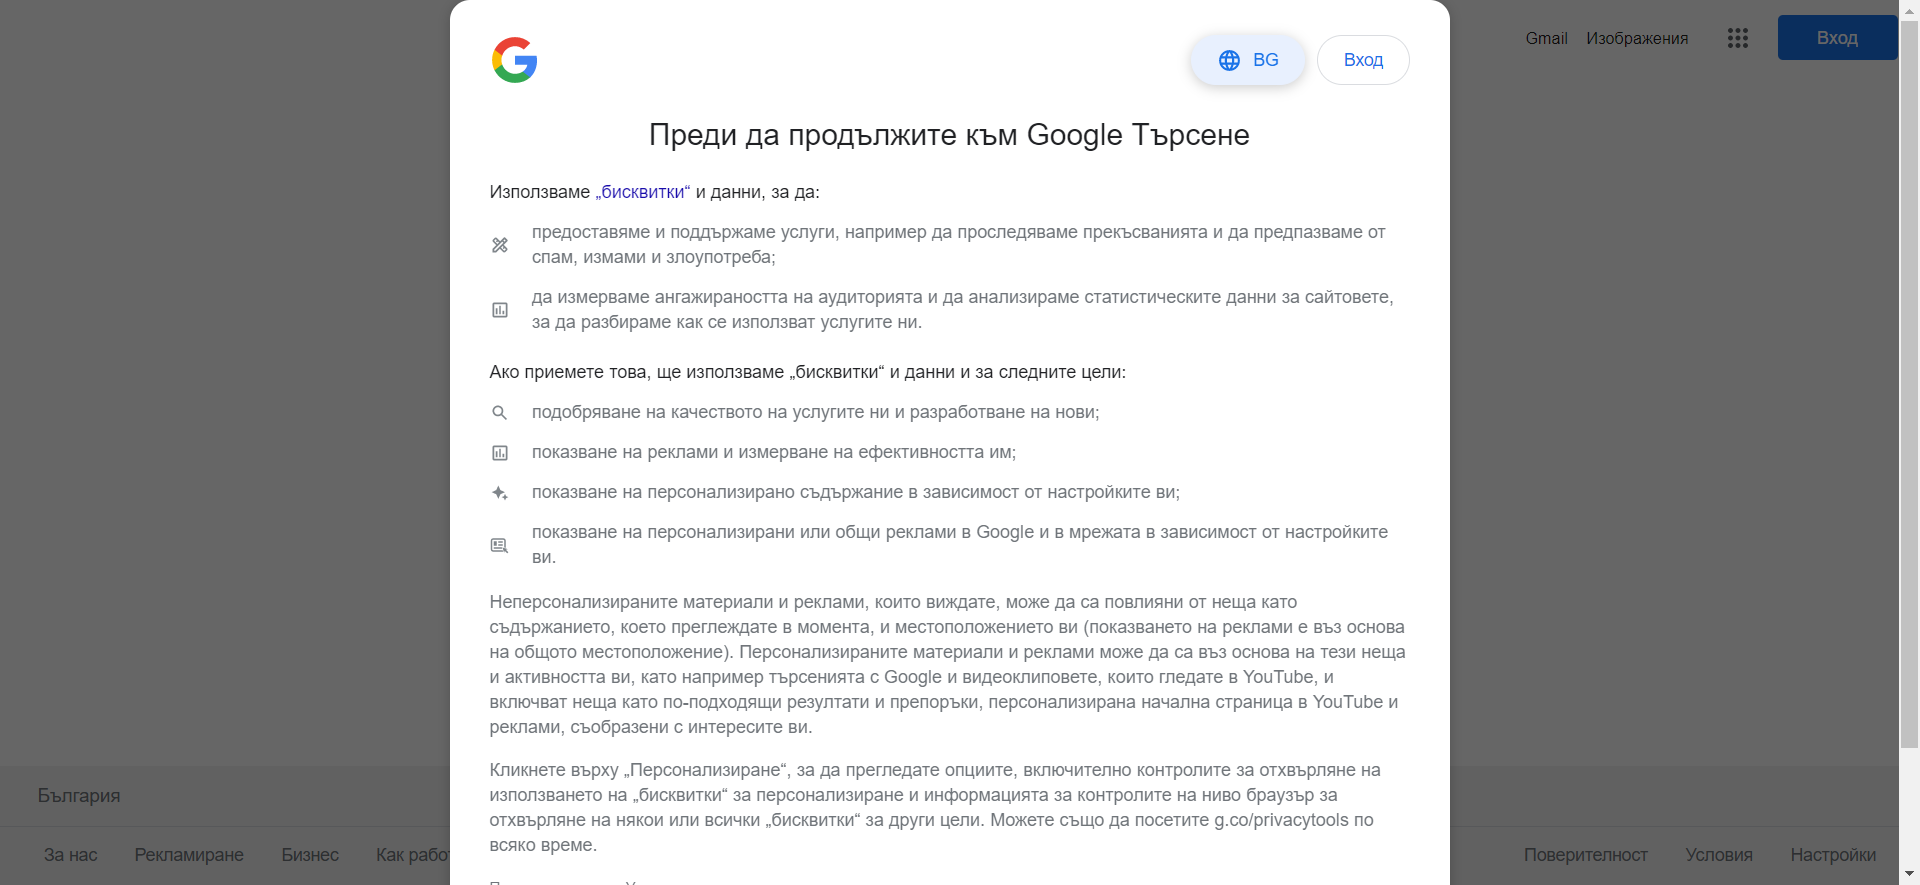 Gmail Изображения Вход
BG Вход
Преди да продължите към Google Търсене
Използваме „бисквитки“ и данни, за да:
предоставяме и поддържаме услуги, например да проследяваме прекъсванията и да предпазваме от
спам, измами и злоупотреба;
да измерваме ангажираността на аудиторията и да анализираме статистическите данни за сайтовете,
за да разбираме как се използват услугите ни.
Ако приемете това, ще използваме „бисквитки“ и данни и за следните цели:
подобряване на качеството на услугите ни и разработване на нови;
показване на реклами и измерване на ефективността им;
показване на персонализирано съдържание в зависимост от настройките ви;
показване на персонализирани или общи реклами в Google и в мрежата в зависимост от настройките
ви.
Неперсонализираните материали и реклами, които виждате, може да са повлияни от неща като
съдържанието, което преглеждате в момента, и местоположението ви (показването на реклами е въз основа
на общото местоположение). Персонализираните материали и реклами може да са въз основа на тези неща
и активността ви, като например търсенията с Google и видеоклиповете, които гледате в YouTube, и
включват неща като по-подходящи резултати и препоръки, персонализирана начална страница в YouTube и
реклами, съобразени с интересите ви.
Кликнете върху „Персонализиране“, за да прегледате опциите, включително контролите за отхвърляне на
използването на „бисквитки“ за персонализиране и информацията за контролите на ниво браузър за
отхвърляне на някои или всички „бисквитки“ за други цели. Можете също да посетите g.co/privacytools по
всяко време.
България
За нас Рекламиране Бизнес Как Поверителност Условия Настройки